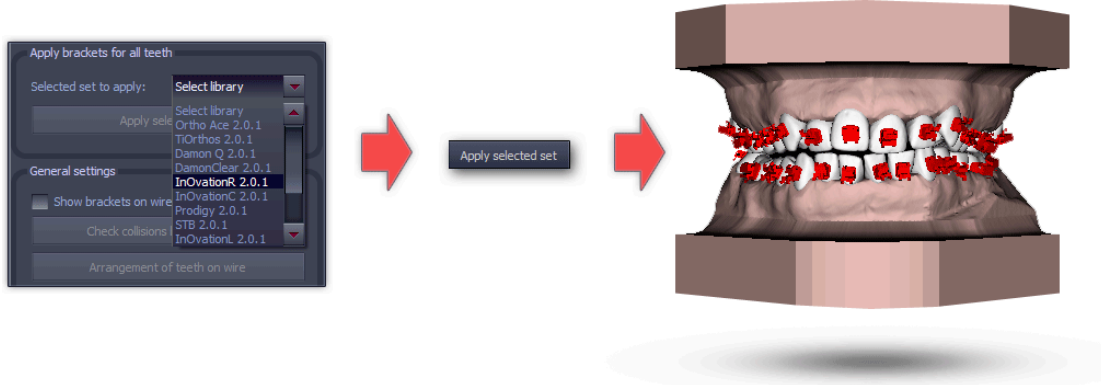 Apply brackets for all teeth
Selected set to apply: Select library
Select library
Apply sele
Ortho Ace 2.0.1
TiOrthos 2.0.1
Damon Q 2.0.1
DamonClear 2.0.1
General settings
InOvationR 2.0.1
InOvationC 2.0.1
Show brackets on wire
Prodigy 2.0.1
STB 2.0.1
Check collisions
InOvationL 2.0.1
Arrangement of teeth on wire
Apply selected set